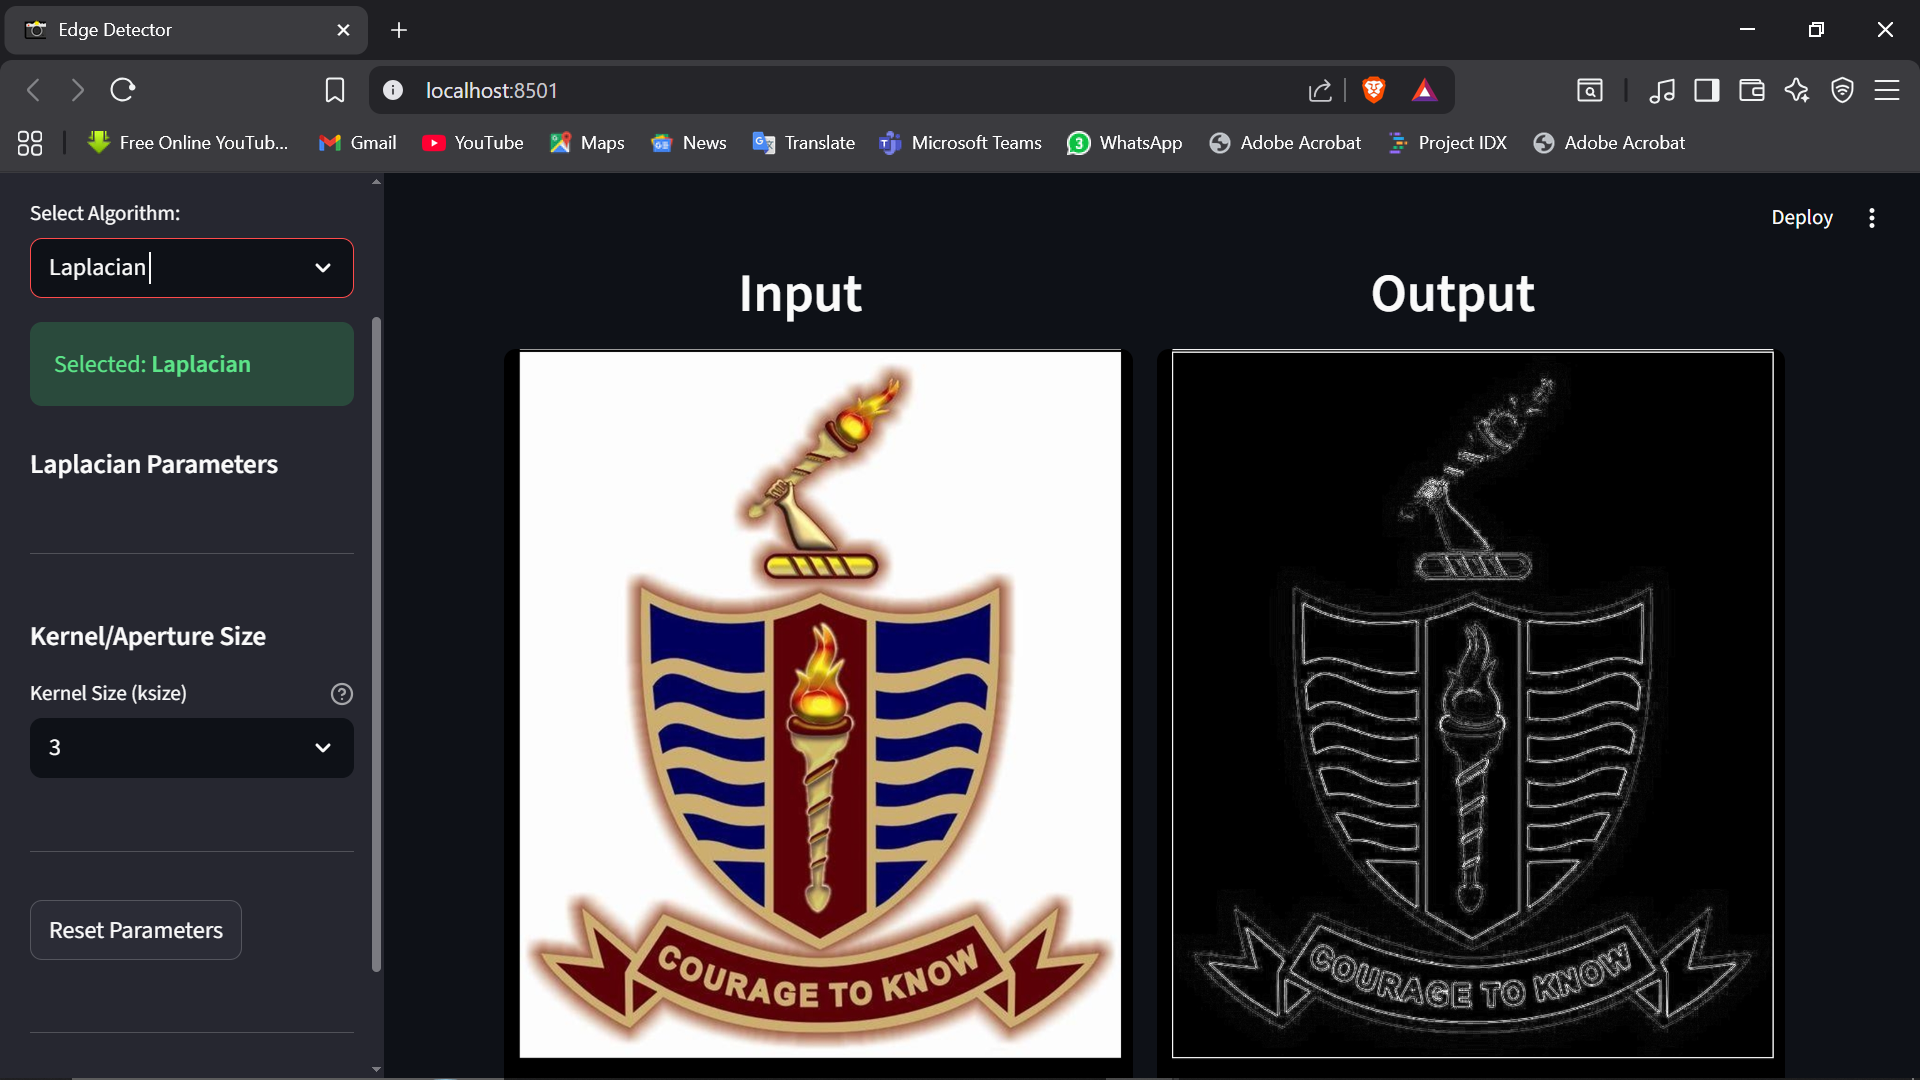 Edge Detector
localhost:8501
Free Online YouTub...
Gmail
YouTube
Maps
News
Translate
Microsoft Teams
3
WhatsApp
Adobe Acrobat
Project IDX
Adobe Acrobat
Select Algorithm:
Laplacian
Selected: Laplacian
Laplacian Parameters
Kernel/Aperture Size
Kernel Size (ksize)
?
3
Reset Parameters
Deploy
Input
Output
COURAGE TO KNOW
COURAGE TO KNOW